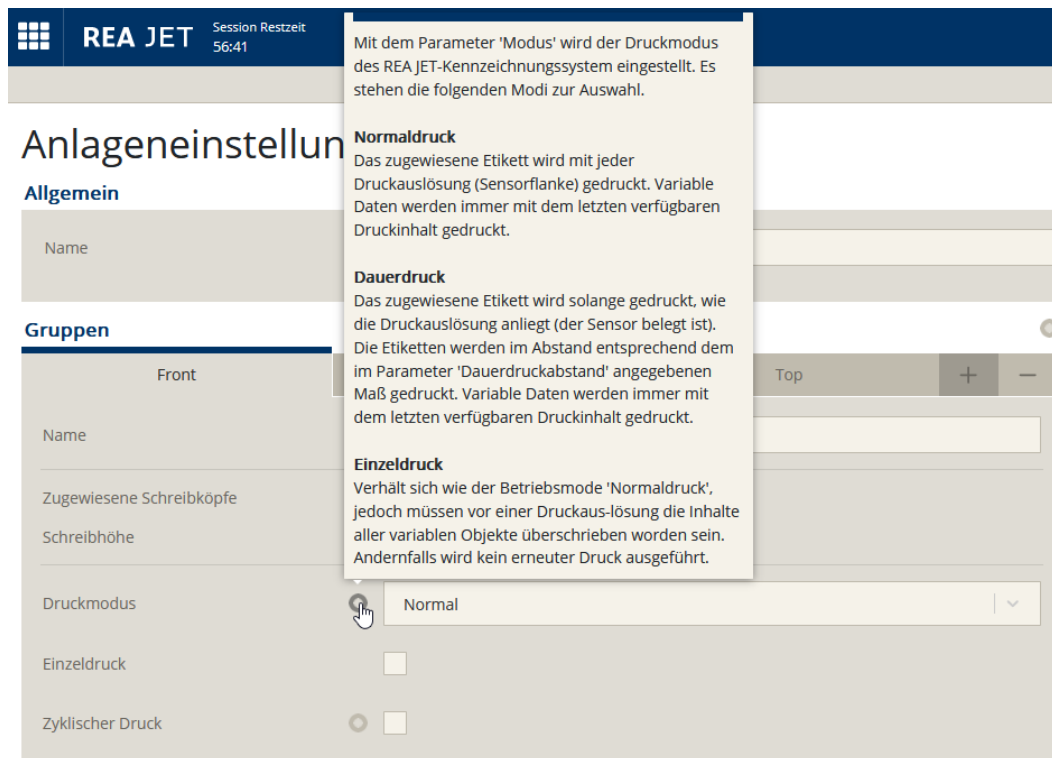 REA JET
Session Restzeit
56:41
Mit dem Parameter 'Modus' wird der Druckmodus
des REA JET-Kennzeichnungssystem eingestellt. Es
stehen die folgenden Modi zur Auswahl.
Normaldruck
Das zugewiesene Etikett wird mit jeder
Druckauslösung (Sensorflanke) gedruckt. Variable
Daten werden immer mit dem letzten verfügbaren
Druckinhalt gedruckt.
Dauerdruck
Das zugewiesene Etikett wird solange gedruckt, wie
die Druckauslösung anliegt (der Sensor belegt ist).
Die Etiketten werden im Abstand entsprechend dem
im Parameter 'Dauerdruckabstand' angegebenen
Maß gedruckt. Variable Daten werden immer mit
dem letzten verfügbaren Druckinhalt gedruckt.
Einzeldruck
Verhält sich wie der Betriebsmode 'Normaldruck',
jedoch müssen vor einer Druckaus-lösung die Inhalte
aller variablen Objekte überschrieben worden sein.
Andernfalls wird kein erneuter Druck ausgeführt.
Anlageneinstellun
Allgemein
Name
Gruppen
Front
Top
Name
Zugewiesene Schreibköpfe
Schreibhöhe
Druckmodus
Normal
Einzeldruck
Zyklischer Druck